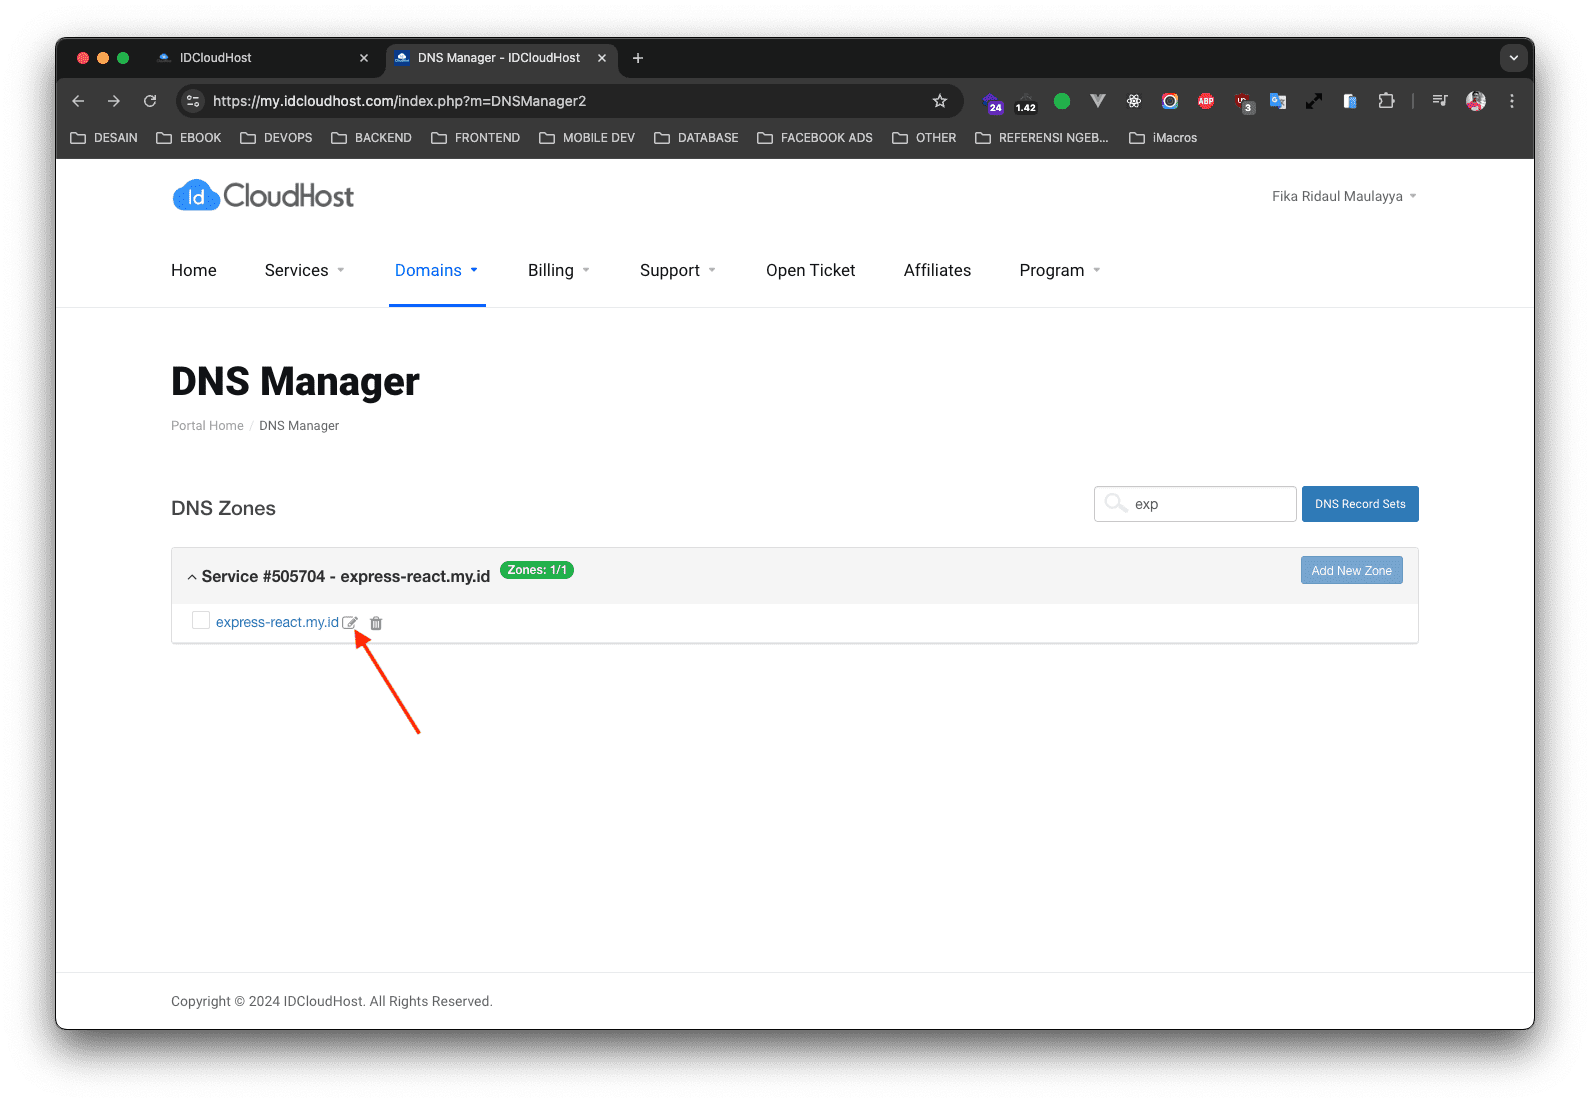 IDCloudHost
DNS Manager - IDCloudHost
https://my.idcloudhost.com/index.php?m=DNSManager2
24
1.42
ABP
3
DESAIN
EBOOK
DEVOPS
BACKEND
FRONTEND
MOBILE DEV
DATABASE
FACEBOOK ADS
OTHER
REFERENSI NGEB...
iMacros
Id CloudHost
Fika Ridaul Maulayya
Home
Services
Domains
Billing
Support
Open Ticket
Affiliates
Program
DNS Manager
Portal Home / DNS Manager
DNS Zones
exp
DNS Record Sets
Service #505704 - express-react.my.id
Zones: 1/1
Add New Zone
express-react.my.id
Copyright © 2024 IDCloudHost. All Rights Reserved.